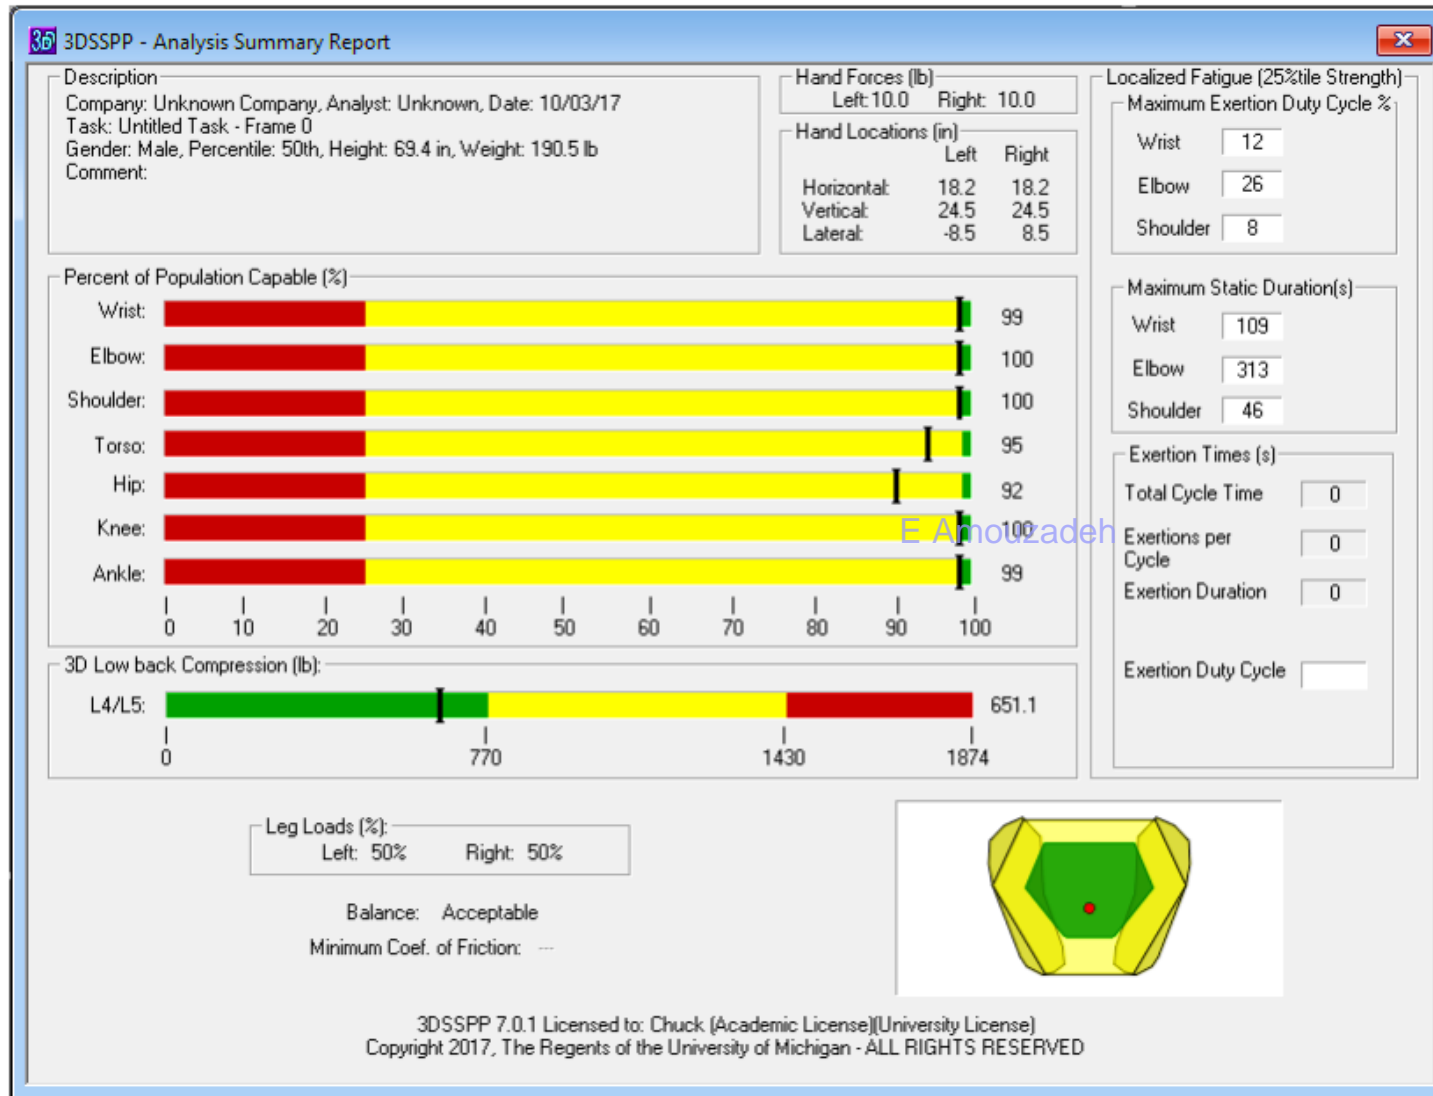 3DSSPP - Analysis Summary Report
Description
Company: Unknown Company, Analyst: Unknown, Date: 10/03/17
Task: Untitled Task - Frame 0
Gender: Male, Percentile: 50th, Height: 69.4 in, Weight: 190.5 lb
Comment:
Hand Forces (lb)
Left: 10.0 Right: 10.0
Hand Locations (in)
Left Right
Horizontal: 18.2 18.2
Vertical: 24.5 24.5
Lateral: -8.5 8.5
Localized Fatigue (25%tile Strength)
Maximum Exertion Duty Cycle %
Wrist 12
Elbow 26
Shoulder 8
Maximum Static Duration(s)
Wrist 109
Elbow 313
Shoulder 46
Exertion Times (s)
Total Cycle Time 0
Exertions per
Cycle 0
Exertion Duration 0
Exertion Duty Cycle
Percent of Population Capable (%)
Wrist: 99
Elbow: 100
Shoulder: 100
Torso: 95
Hip: 92
Knee: 100
Ankle: 99
0 10 20 30 40 50 60 70 80 90 100
E Amouzadeh
3D Low back Compression (lb):
L4/L5: 651.1
0 770 1430 1874
Leg Loads (%):
Left: 50% Right: 50%
Balance: Acceptable
Minimum Coef. of Friction: ---
3DSSPP 7.0.1 Licensed to: Chuck (Academic License)(University License)
Copyright 2017, The Regents of the University of Michigan - ALL RIGHTS RESERVED